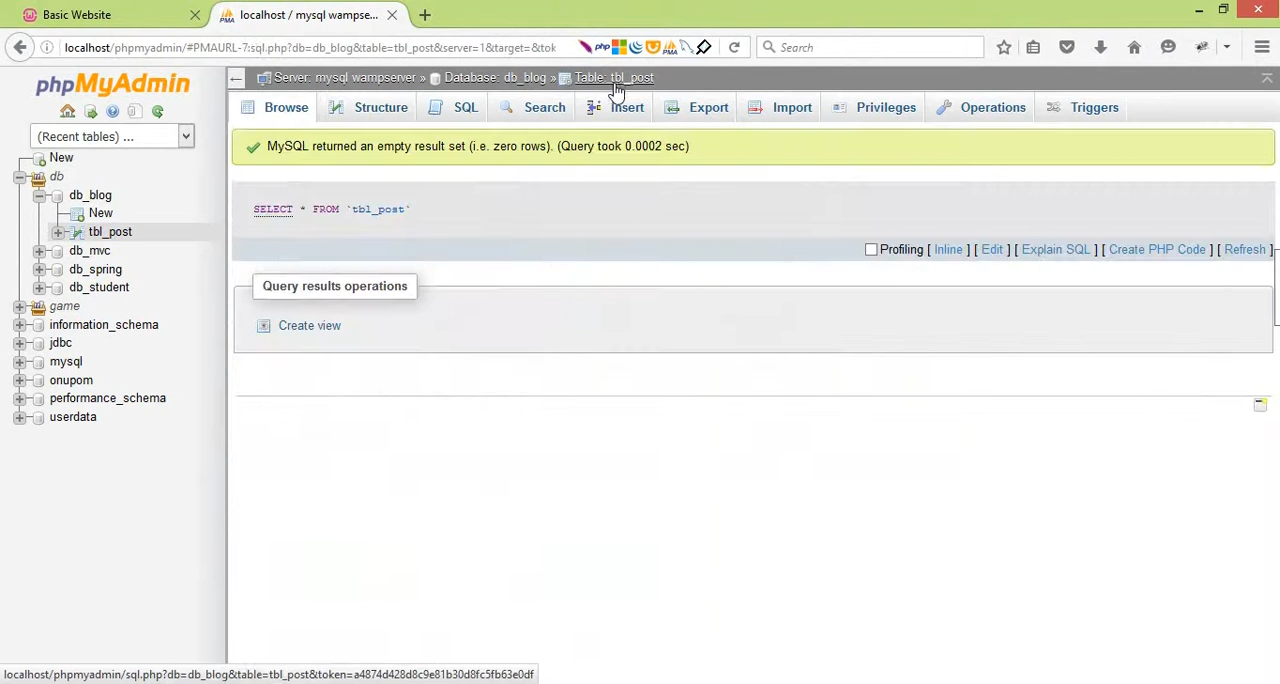 Basic Website
localhost / mysql wampse...
localhost/phpmyadmin/#PMAURL-7:sql.php?db=db_blog&table=tbl_post&server=1&target=&tok
php
PMA
Search
phpMyAdmin
Server: mysql wampserver » Database: db_blog » Table: tbl_post
Browse Structure SQL Search Insert Export Import Privileges Operations Triggers
(Recent tables) ...
New
db
db_blog
New
tbl_post
db_mvc
db_spring
db_student
game
information_schema
jdbc
mysql
onupom
performance_schema
userdata
MySQL returned an empty result set (i.e. zero rows). (Query took 0.0002 sec)
SELECT * FROM `tbl_post`
Profiling [ Inline ] [ Edit ] [ Explain SQL ] [ Create PHP Code ] [ Refresh ]
Query results operations
Create view
localhost/phpmyadmin/sql.php?db=db_blog&table=tbl_post&token=a4874d428d8c9e81b30d8fc5fb63e0df